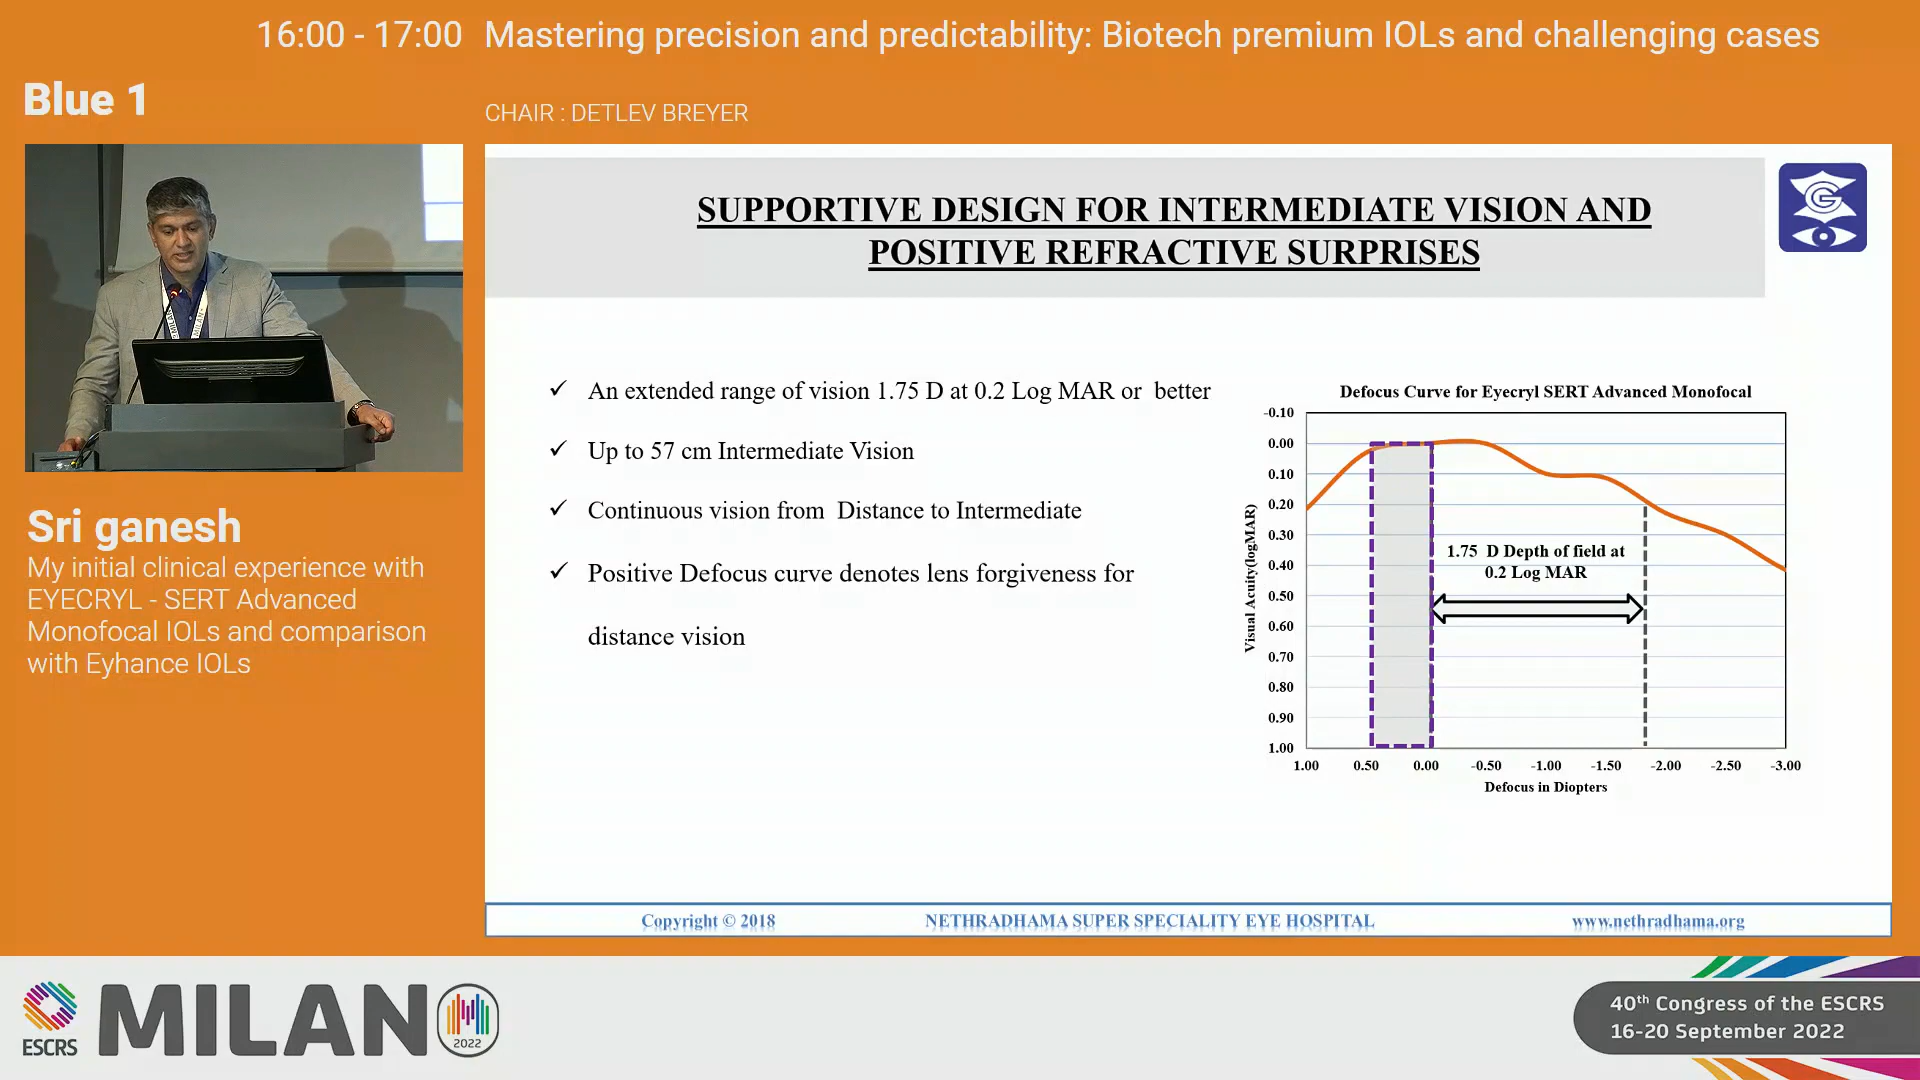 16:00 - 17:00 Mastering precision and predictability: Biotech premium IOLs and challenging cases
Blue 1
CHAIR : DETLEV BREYER
Sri ganesh
My initial clinical experience with
EYECRYL - SERT Advanced
Monofocal IOLs and comparison
with Eyhance IOLs
SUPPORTIVE DESIGN FOR INTERMEDIATE VISION AND
POSITIVE REFRACTIVE SURPRISES
✓ An extended range of vision 1.75 D at 0.2 Log MAR or better
✓ Up to 57 cm Intermediate Vision
✓ Continuous vision from Distance to Intermediate
✓ Positive Defocus curve denotes lens forgiveness for
distance vision
Defocus Curve for Eyecryl SERT Advanced Monofocal
Visual Acuity(logMAR)
-0.10
0.00
0.10
0.20
0.30
0.40
0.50
0.60
0.70
0.80
0.90
1.00
1.75 D Depth of field at
0.2 Log MAR
1.00 0.50 0.00 -0.50 -1.00 -1.50 -2.00 -2.50 -3.00
Defocus in Diopters
Copyright © 2018 NETHRADHAMA SUPER SPECIALITY EYE HOSPITAL www.nethradhama.org
ESCRS
MILANO
2022
40th Congress of the ESCRS
16-20 September 2022